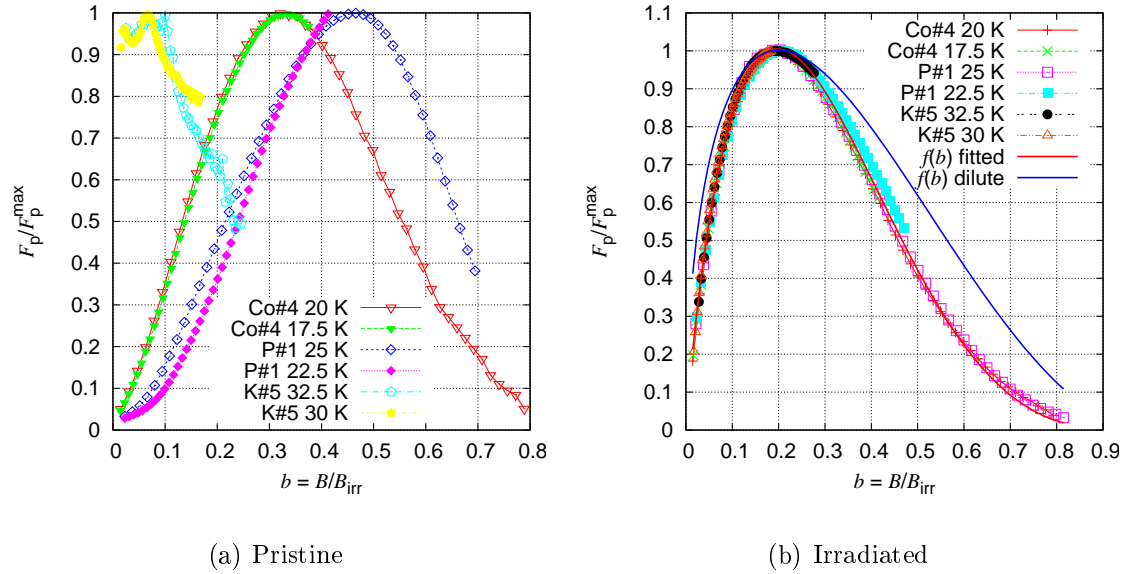 1
0.9
0.8
0.7
0.6
0.5
0.4
0.3
0.2
0.1
0
F_p/F_p^max
Co#4 20 K
Co#4 17.5 K
P#1 25 K
P#1 22.5 K
K#5 32.5 K
K#5 30 K
0 0.1 0.2 0.3 0.4 0.5 0.6 0.7 0.8
b = B/B_irr
(a) Pristine
1.1
1
0.9
0.8
0.7
0.6
0.5
0.4
0.3
0.2
0.1
0
F_p/F_p^max
Co#4 20 K
Co#4 17.5 K
P#1 25 K
P#1 22.5 K
K#5 32.5 K
K#5 30 K
f(b) fitted
f(b) dilute
0 0.1 0.2 0.3 0.4 0.5 0.6 0.7 0.8 0.9
b = B/B_irr
(b) Irradiated